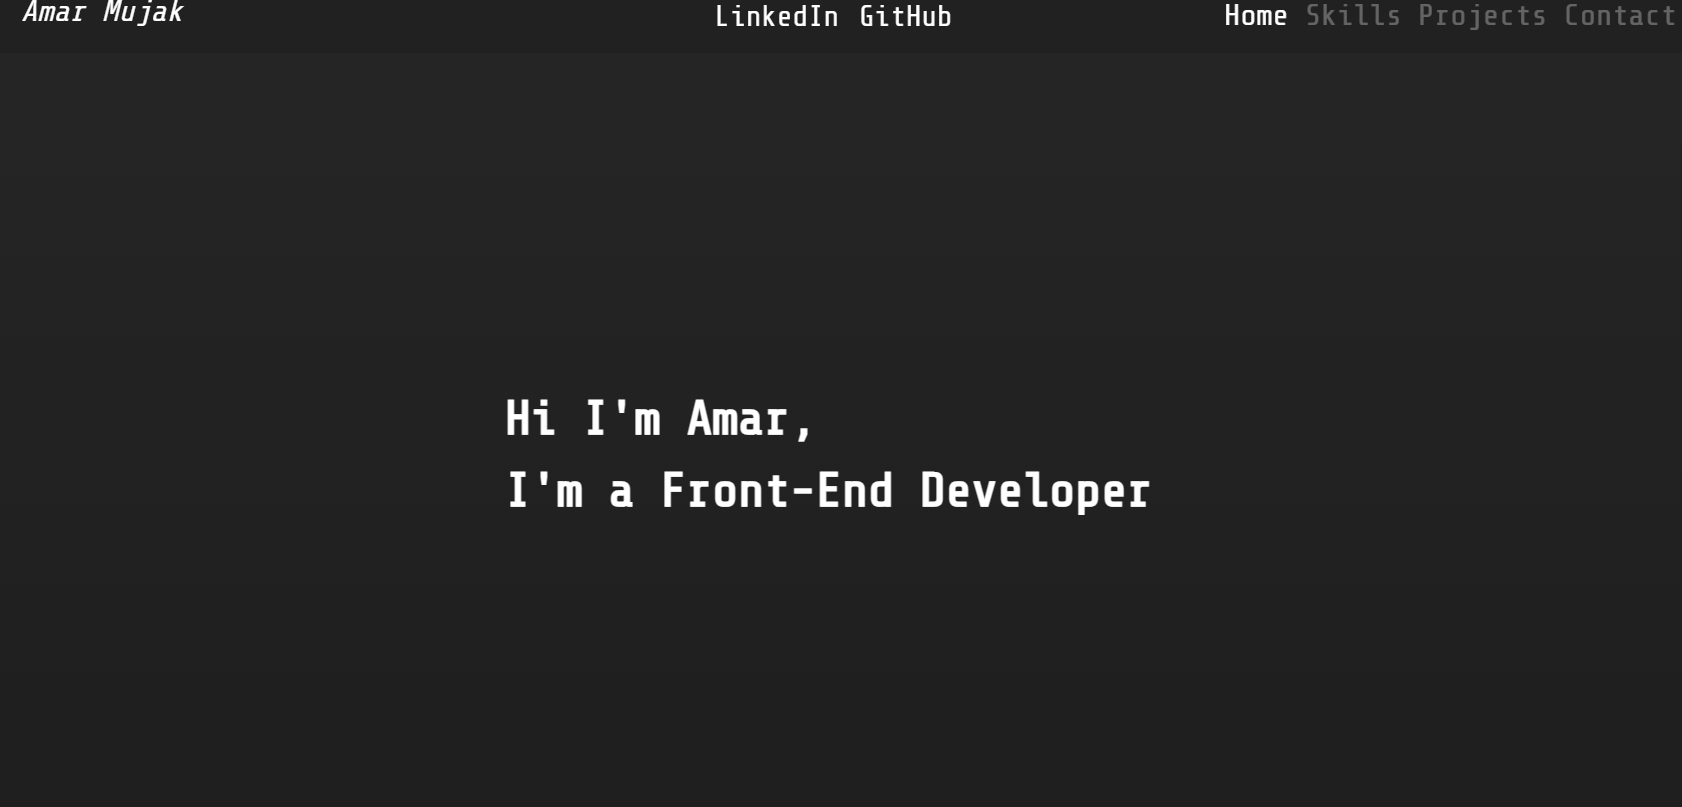 Amar Mujak
LinkedIn GitHub
Home Skills Projects Contact
Hi I'm Amar,
I'm a Front-End Developer